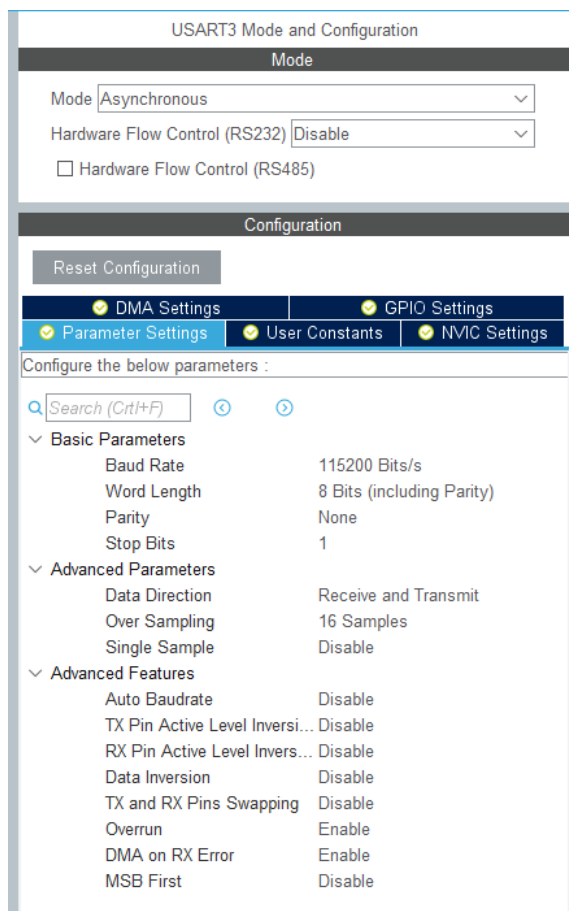 USART3 Mode and Configuration
Mode
Mode Asynchronous
Hardware Flow Control (RS232) Disable
Hardware Flow Control (RS485)
Configuration
Reset Configuration
DMA Settings GPIO Settings
Parameter Settings User Constants NVIC Settings
Configure the below parameters :
Search (Crtl+F)
Basic Parameters
Baud Rate 115200 Bits/s
Word Length 8 Bits (including Parity)
Parity None
Stop Bits 1
Advanced Parameters
Data Direction Receive and Transmit
Over Sampling 16 Samples
Single Sample Disable
Advanced Features
Auto Baudrate Disable
TX Pin Active Level Inversi... Disable
RX Pin Active Level Invers... Disable
Data Inversion Disable
TX and RX Pins Swapping Disable
Overrun Enable
DMA on RX Error Enable
MSB First Disable